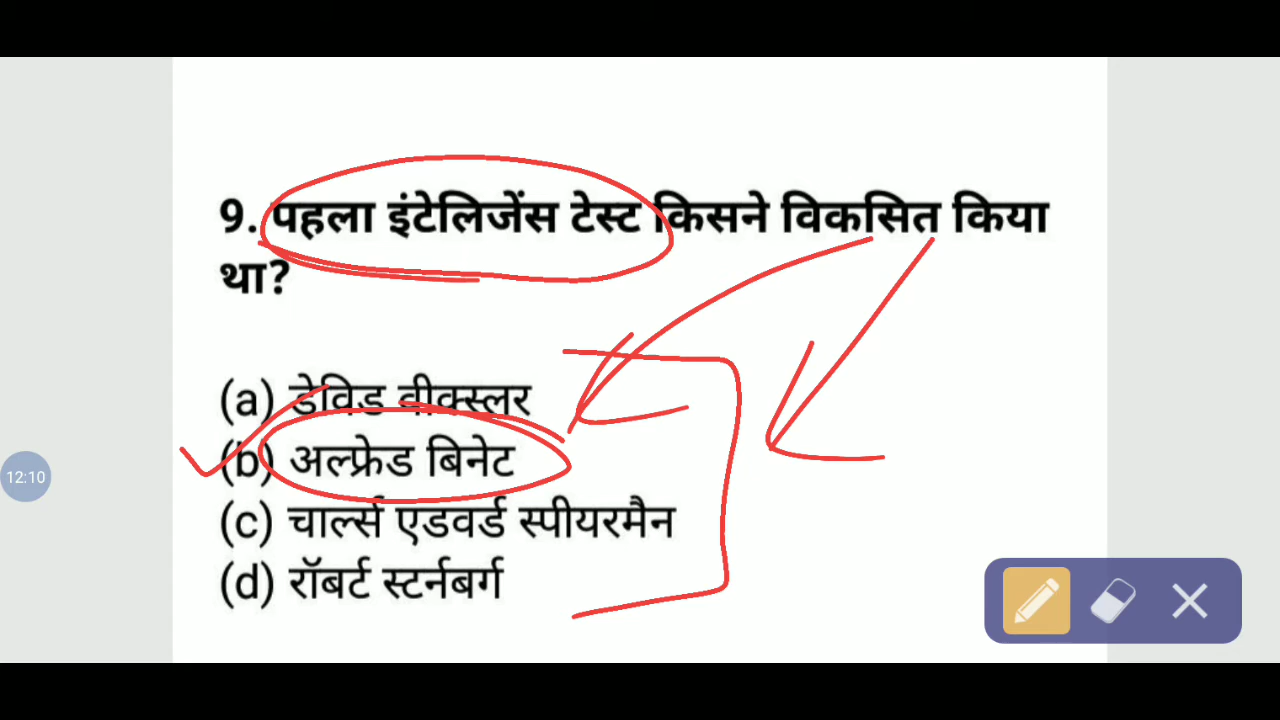 9. पहला इंटेलिजेंस टेस्ट किसने विकसित किया
था?
(a) डेविड वीक्स्लर
(b) अल्फ्रेड बिनेट
(c) चार्ल्स एडवर्ड स्पीयरमैन
(d) रॉबर्ट स्टर्नबर्ग
12:10